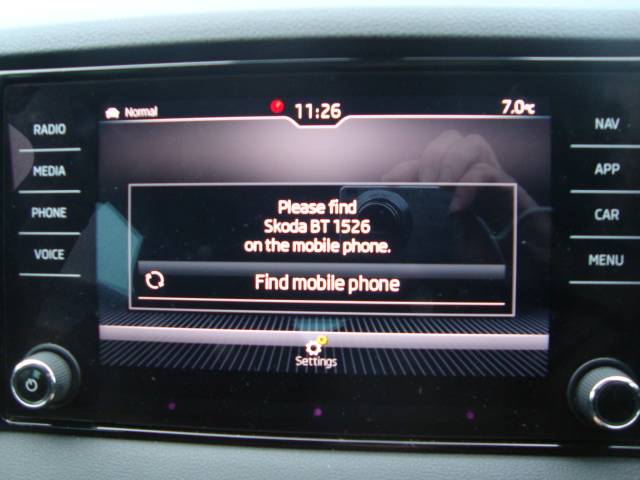 Normal 11:26 7.0°C
RADIO
MEDIA
PHONE
VOICE
NAV
APP
CAR
MENU
Please find
Skoda BT 1526
on the mobile phone.
Find mobile phone
Settings